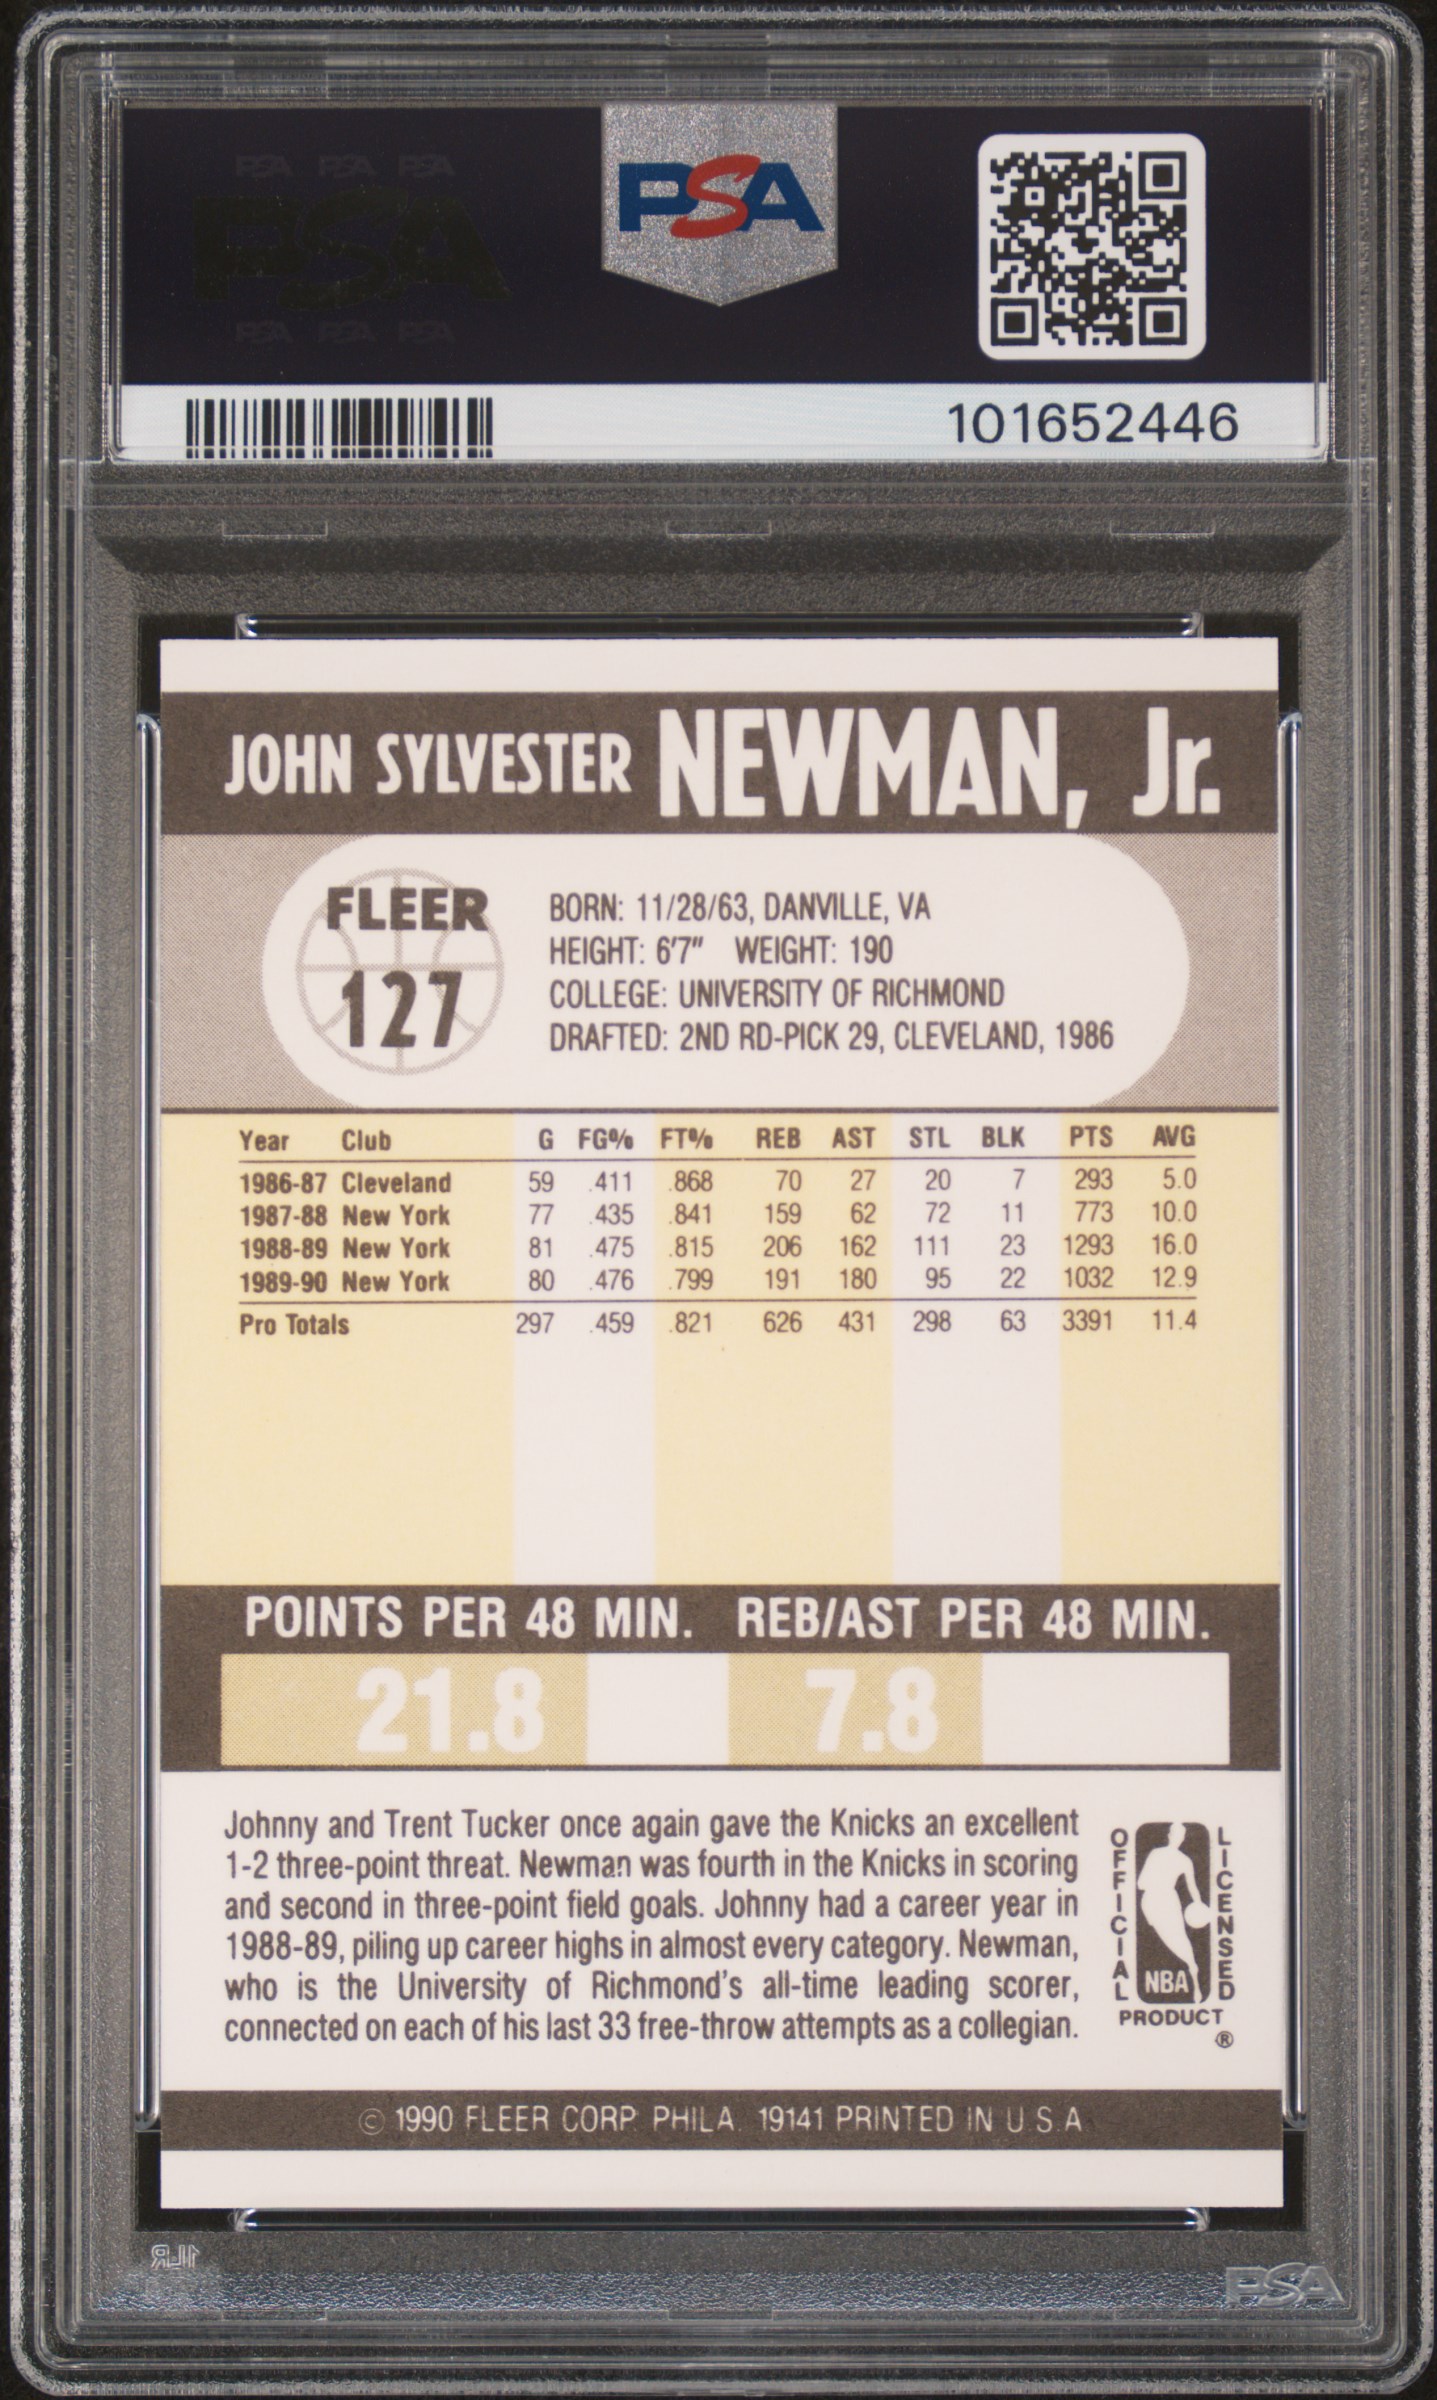 PSA PSA PSA
PSA
PSA PSA PSA
PSA
101652446
JOHN SYLVESTER NEWMAN, Jr.
FLEER
127
BORN: 11/28/63, DANVILLE, VA
HEIGHT: 6'7" WEIGHT: 190
COLLEGE: UNIVERSITY OF RICHMOND
DRAFTED: 2ND RD-PICK 29, CLEVELAND, 1986
Year Club G FG% FT% REB AST STL BLK PTS AVG
1986-87 Cleveland 59 .411 .868 70 27 20 7 293 5.0
1987-88 New York 77 .435 .841 159 62 72 11 773 10.0
1988-89 New York 81 .475 .815 206 162 111 23 1293 16.0
1989-90 New York 80 .476 .799 191 180 95 22 1032 12.9
Pro Totals 297 .459 .821 626 431 298 63 3391 11.4
POINTS PER 48 MIN. REB/AST PER 48 MIN.
21.8 7.8
Johnny and Trent Tucker once again gave the Knicks an excellent
1-2 three-point threat. Newman was fourth in the Knicks in scoring
and second in three-point field goals. Johnny had a career year in
1988-89, piling up career highs in almost every category. Newman,
who is the University of Richmond's all-time leading scorer,
connected on each of his last 33 free-throw attempts as a collegian.
OFFICIAL
NBA
LICENSED
PRODUCT
®
© 1990 FLEER CORP. PHILA. 19141 PRINTED IN U.S.A
1LR
PSA